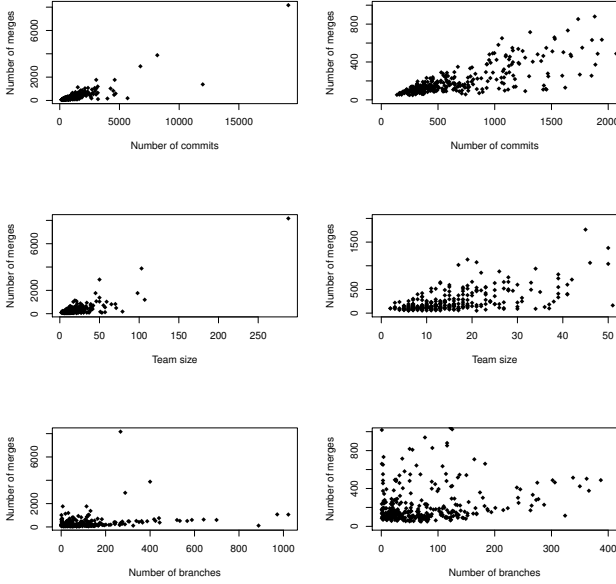 Number of merges
0 2000 6000
0 5000 10000 15000
Number of commits
Number of merges
0 400 800
0 500 1000 1500 2000
Number of commits
Number of merges
0 2000 6000
0 50 100 150 200 250
Team size
Number of merges
0 500 1500
0 10 20 30 40 50
Team size
Number of merges
0 2000 6000
0 200 400 600 800 1000
Number of branches
Number of merges
0 400 800
0 100 200 300 400
Number of branches